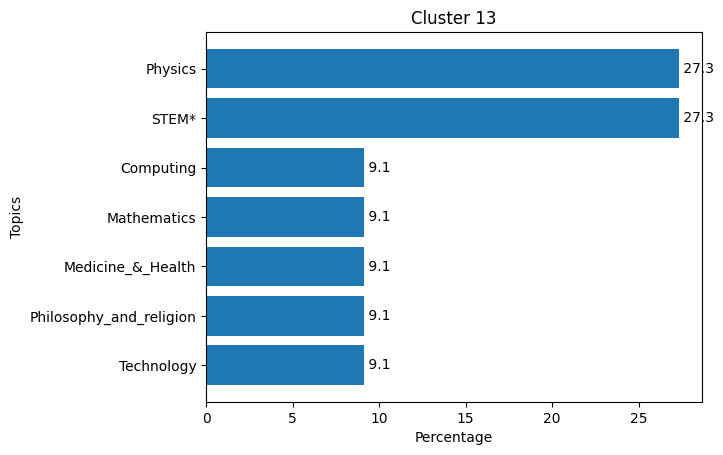 Cluster 13
Physics 27.3
STEM* 27.3
Computing 9.1
Mathematics 9.1
Medicine_&_Health 9.1
Philosophy_and_religion 9.1
Technology 9.1
Topics
0 5 10 15 20 25
Percentage